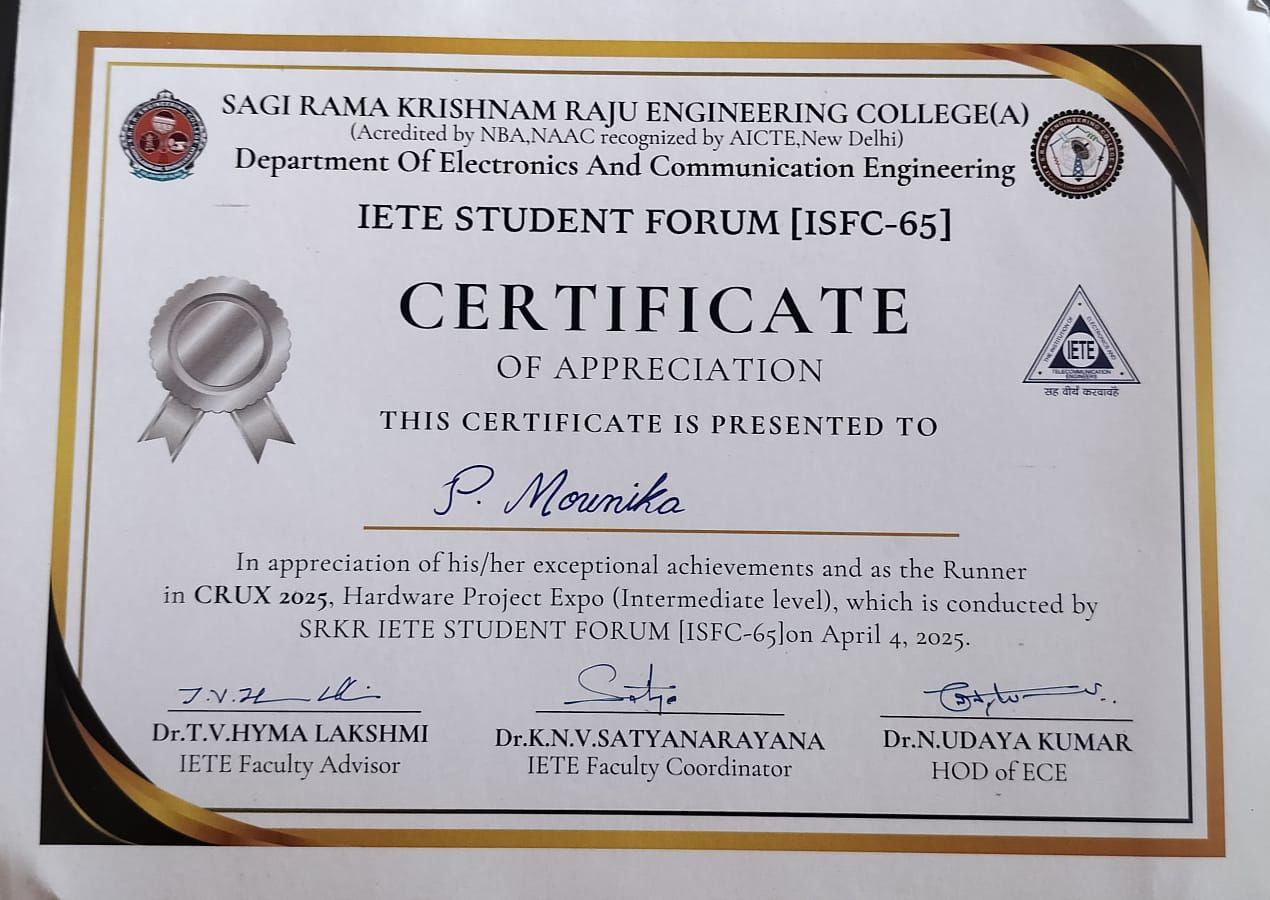 SAGI RAMA KRISHNAM RAJU ENGINEERING COLLEGE(A)
(Acredited by NBA,NAAC recognized by AICTE,New Delhi)
Department Of Electronics And Communication Engineering
IETE STUDENT FORUM [ISFC-65]
CERTIFICATE
OF APPRECIATION
IETE
TELECOMMUNICATION
ENGINEERS
सह वीर्यं करवावहै
THIS CERTIFICATE IS PRESENTED TO
P. Mounika
In appreciation of his/her exceptional achievements and as the Runner
in CRUX 2025, Hardware Project Expo (Intermediate level), which is conducted by
SRKR IETE STUDENT FORUM [ISFC-65]on April 4, 2025.
Satya
Dr.T.V.HYMA LAKSHMI
Dr.K.N.V.SATYANARAYANA
Dr.N.UDAYA KUMAR
IETE Faculty Advisor
IETE Faculty Coordinator
HOD of ECE